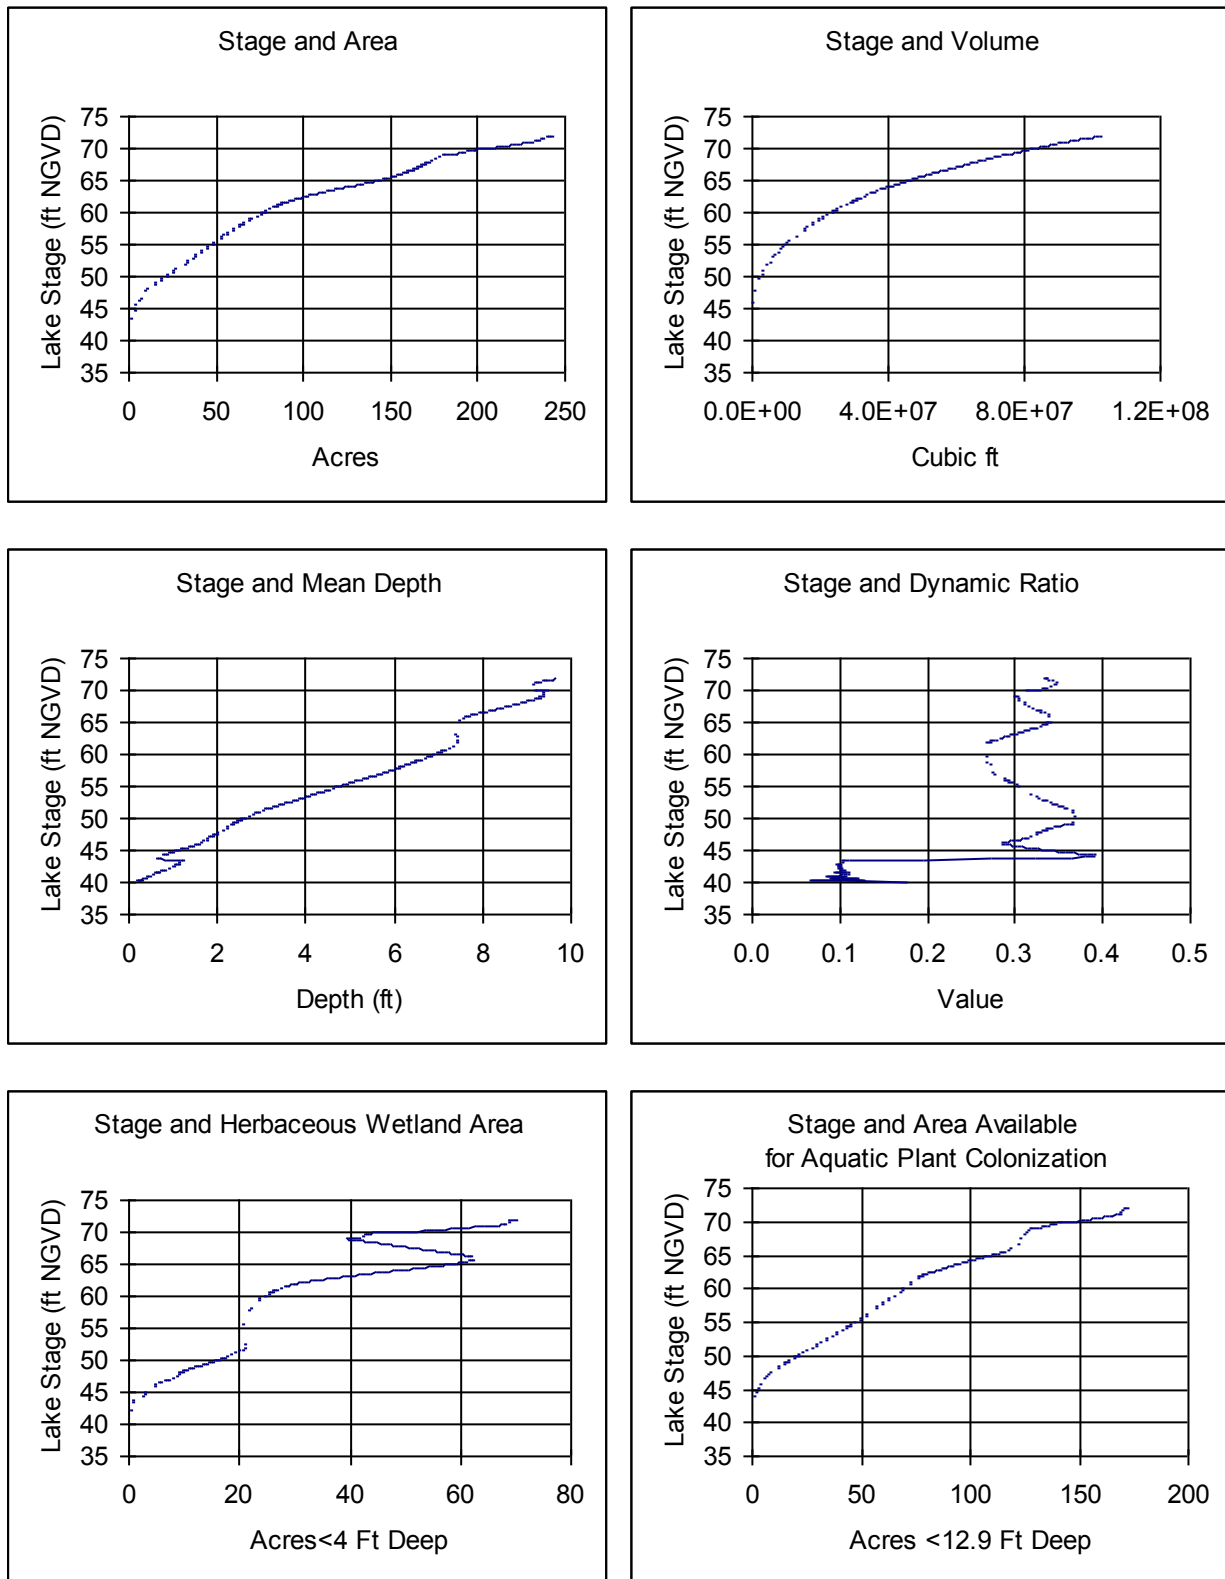 Stage and Area
Lake Stage (ft NGVD)
75
70
65
60
55
50
45
40
35
0 50 100 150 200 250
Acres
Stage and Volume
Lake Stage (ft NGVD)
75
70
65
60
55
50
45
40
35
0.0E+00 4.0E+07 8.0E+07 1.2E+08
Cubic ft
Stage and Mean Depth
Lake Stage (ft NGVD)
75
70
65
60
55
50
45
40
35
0 2 4 6 8 10
Depth (ft)
Stage and Dynamic Ratio
Lake Stage (ft NGVD)
75
70
65
60
55
50
45
40
35
0.0 0.1 0.2 0.3 0.4 0.5
Value
Stage and Herbaceous Wetland Area
Lake Stage (ft NGVD)
75
70
65
60
55
50
45
40
35
0 20 40 60 80
Acres<4 Ft Deep
Stage and Area Available
for Aquatic Plant Colonization
Lake Stage (ft NGVD)
75
70
65
60
55
50
45
40
35
0 50 100 150 200
Acres <12.9 Ft Deep